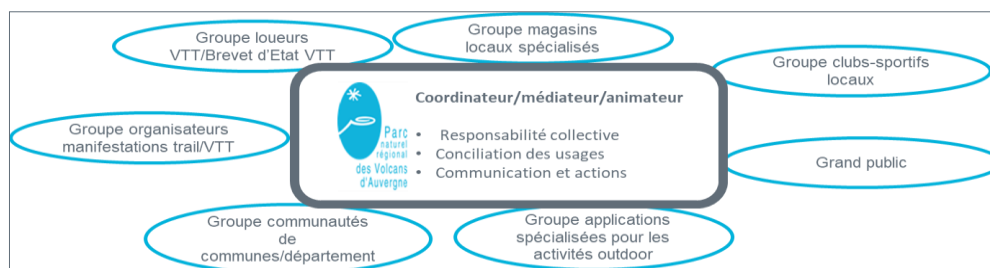 Groupe loueurs
VTT/Brevet d'Etat VTT
Groupe magasins
locaux spécialisés
Groupe clubs-sportifs
locaux
Groupe organisateurs
manifestations trail/VTT
Parc
naturel
régional
des Volcans
d'Auvergne
Coordinateur/médiateur/animateur
• Responsabilité collective
• Conciliation des usages
• Communication et actions
Grand public
Groupe communautés
de
communes/département
Groupe applications
spécialisées pour les
activités outdoor